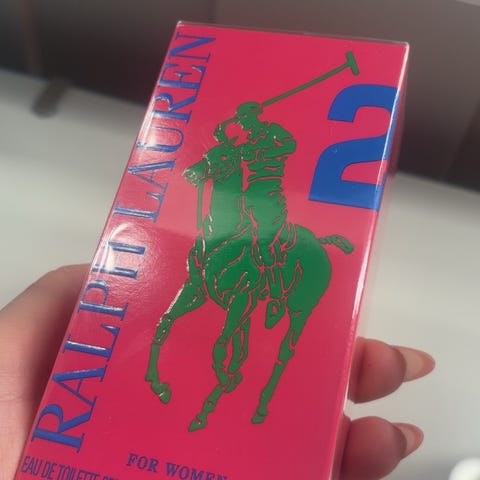 RALPH LAUREN
2
FOR WOMEN
EAU DE TOILETTE